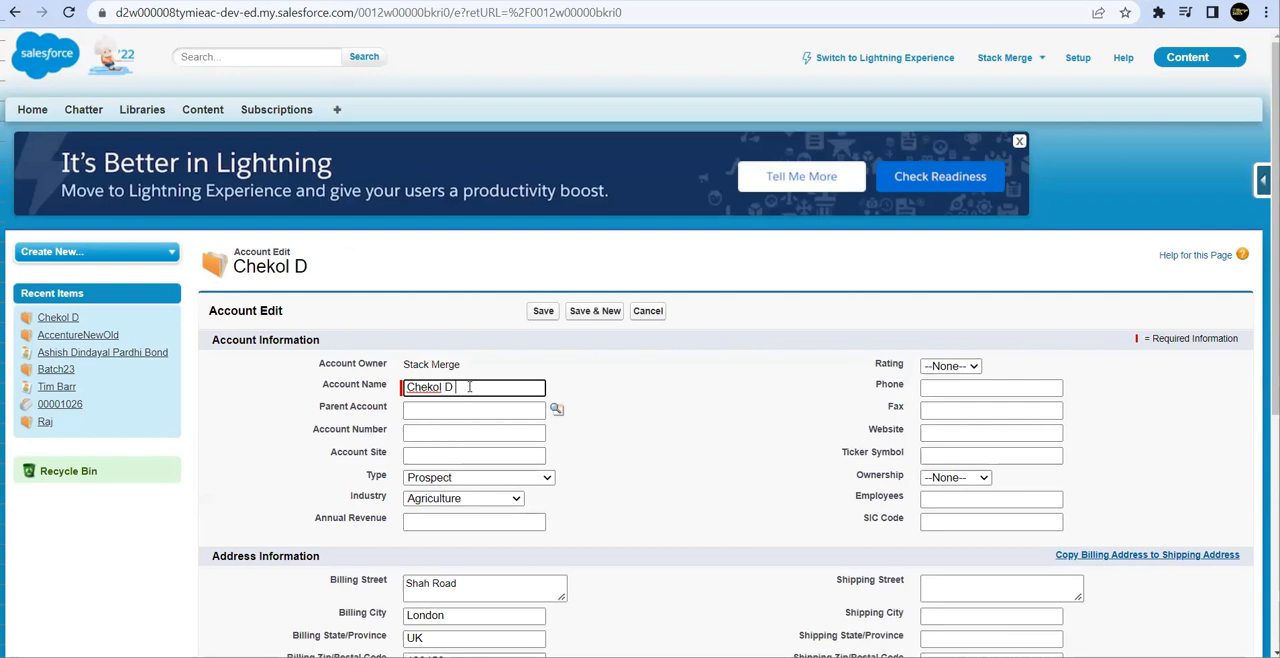 d2w000008tymieac-dev-ed.my.salesforce.com/0012w00000bkri0/e?retURL=%2F0012w00000bkri0
salesforce '22 Search... Search Switch to Lightning Experience Stack Merge Setup Help Content
Home Chatter Libraries Content Subscriptions +
It's Better in Lightning
Move to Lightning Experience and give your users a productivity boost.
Tell Me More Check Readiness X
Create New...
Recent Items
Chekol D
AccentureNewOld
Ashish Dindayal Pardhi Bond
Batch23
Tim Barr
00001026
Raj
Recycle Bin
Account Edit
Chekol D
Help for this Page ?
Account Edit Save Save & New Cancel
Account Information = Required Information
Account Owner Stack Merge Rating --None--
Account Name Chekol D Phone
Parent Account Fax
Account Number Website
Account Site Ticker Symbol
Type Prospect Ownership --None--
Industry Agriculture Employees
Annual Revenue SIC Code
Address Information Copy Billing Address to Shipping Address
Billing Street Shah Road Shipping Street
Billing City London Shipping City
Billing State/Province UK Shipping State/Province